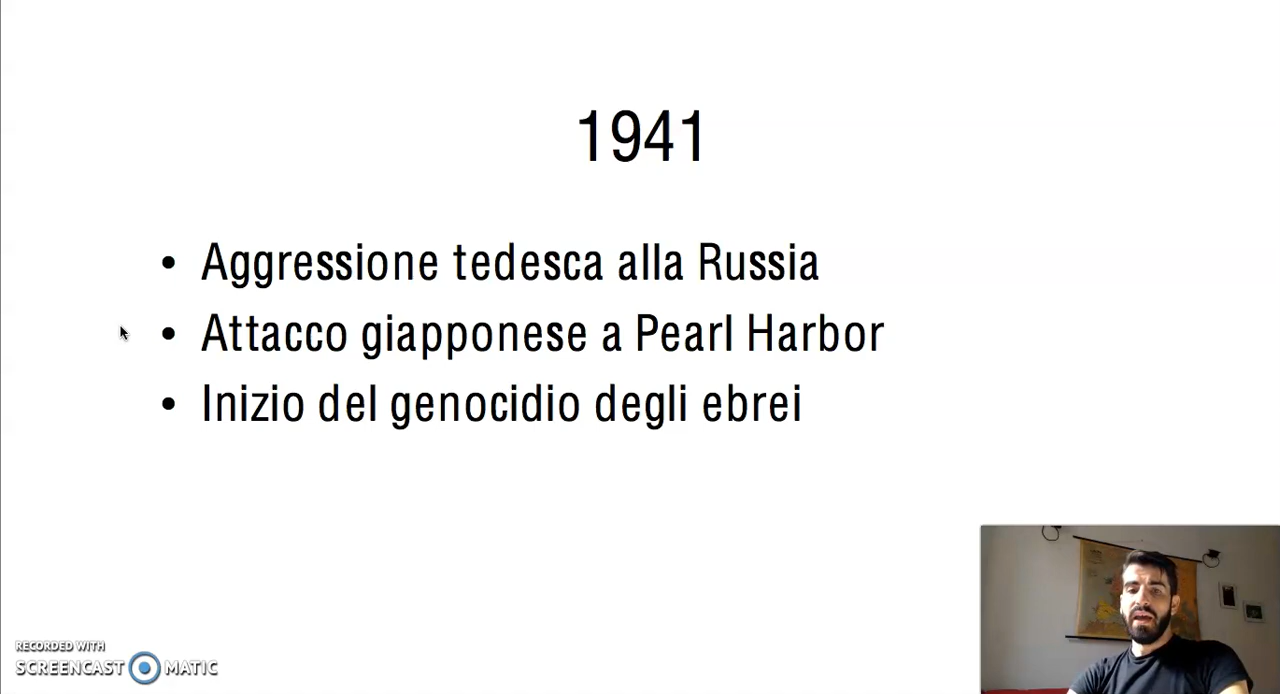 1941
• Aggressione tedesca alla Russia
• Attacco giapponese a Pearl Harbor
• Inizio del genocidio degli ebrei
RECORDED WITH
SCREENCAST MATIC